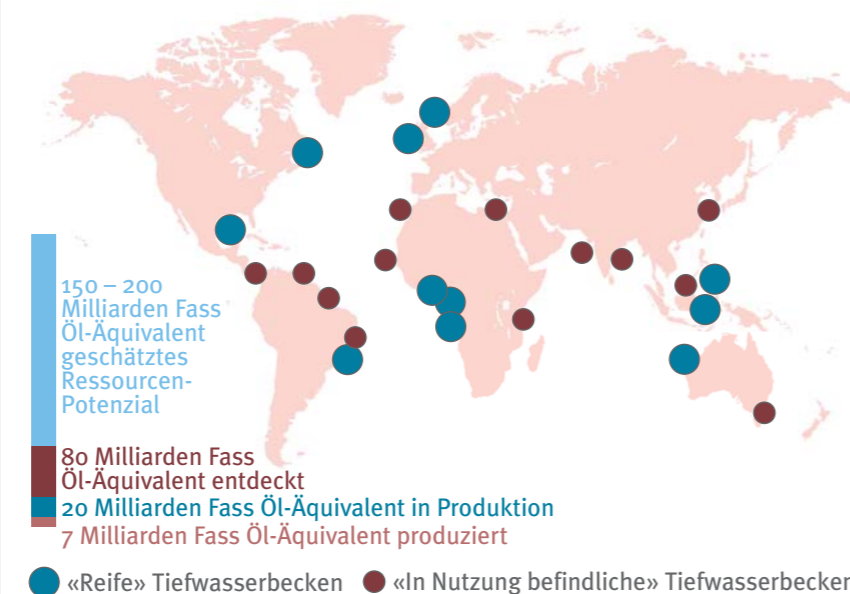 150 – 200
Milliarden Fass
Öl-Äquivalent
geschätztes
Ressourcen-
Potenzial
80 Milliarden Fass
Öl-Äquivalent entdeckt
20 Milliarden Fass Öl-Äquivalent in Produktion
7 Milliarden Fass Öl-Äquivalent produziert
«Reife» Tiefwasserbecken «In Nutzung befindliche» Tiefwasserbecken